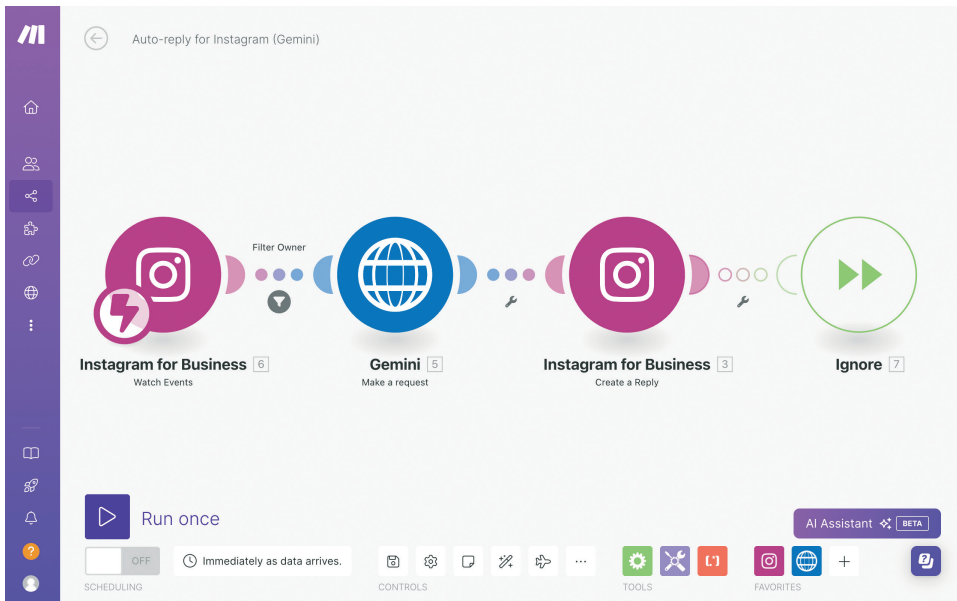 Auto-reply for Instagram (Gemini)
Filter Owner
Instagram for Business 6
Watch Events
Gemini 5
Make a request
Instagram for Business 3
Create a Reply
Ignore 7
Run once
AI Assistant BETA
OFF
Immediately as data arrives.
SCHEDULING
CONTROLS
TOOLS
FAVORITES